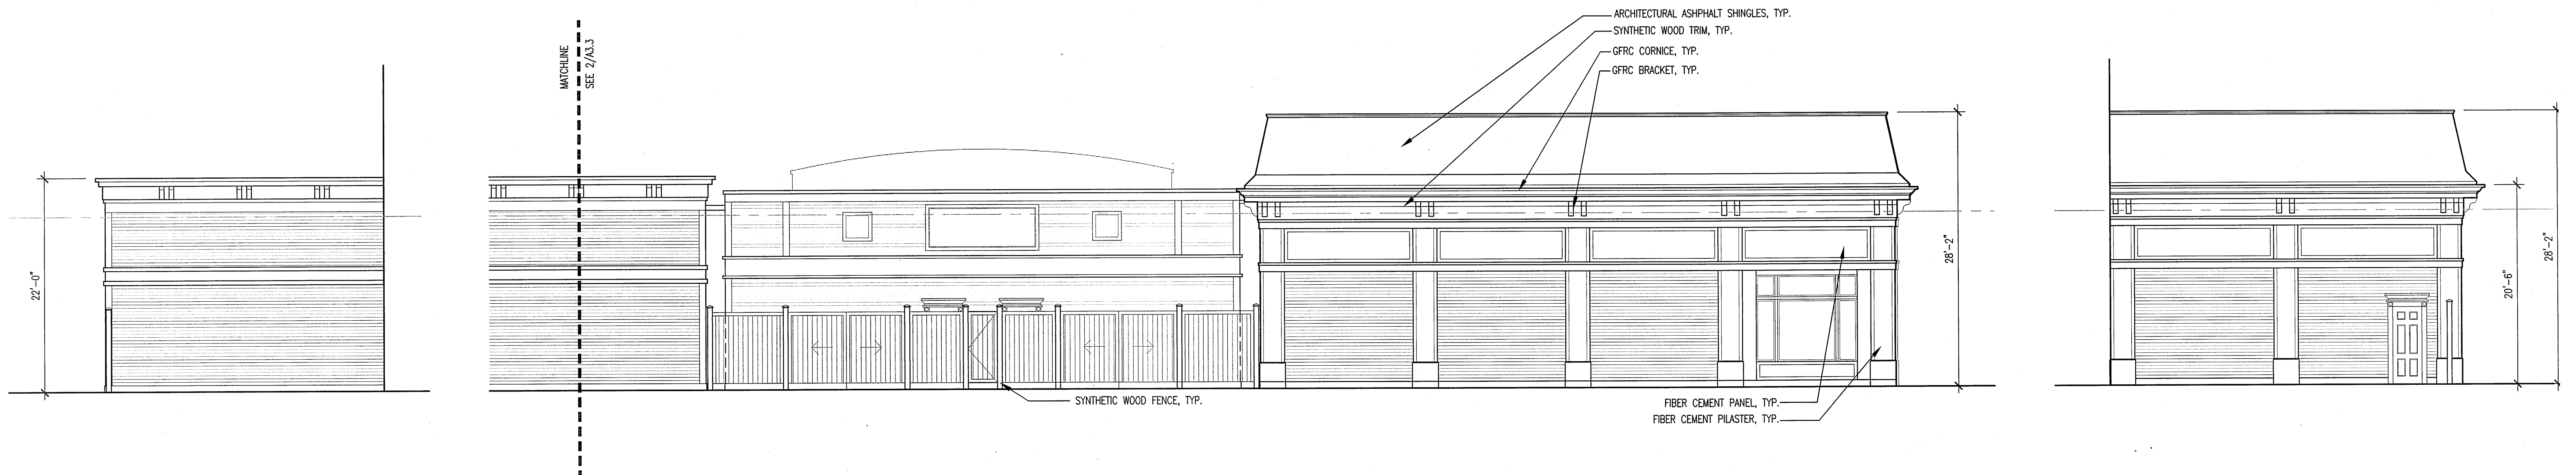 ARCHITECTURAL ASHPHALT SHINGLES, TYP.
SYNTHETIC WOOD TRIM, TYP.
GFRC CORNICE, TYP.
GFRC BRACKET, TYP.
MATCHLINE
SEE 2/A3.3
22'-0"
28'-2"
20'-6"
28'-2"
SYNTHETIC WOOD FENCE, TYP.
FIBER CEMENT PANEL, TYP.
FIBER CEMENT PILASTER, TYP.